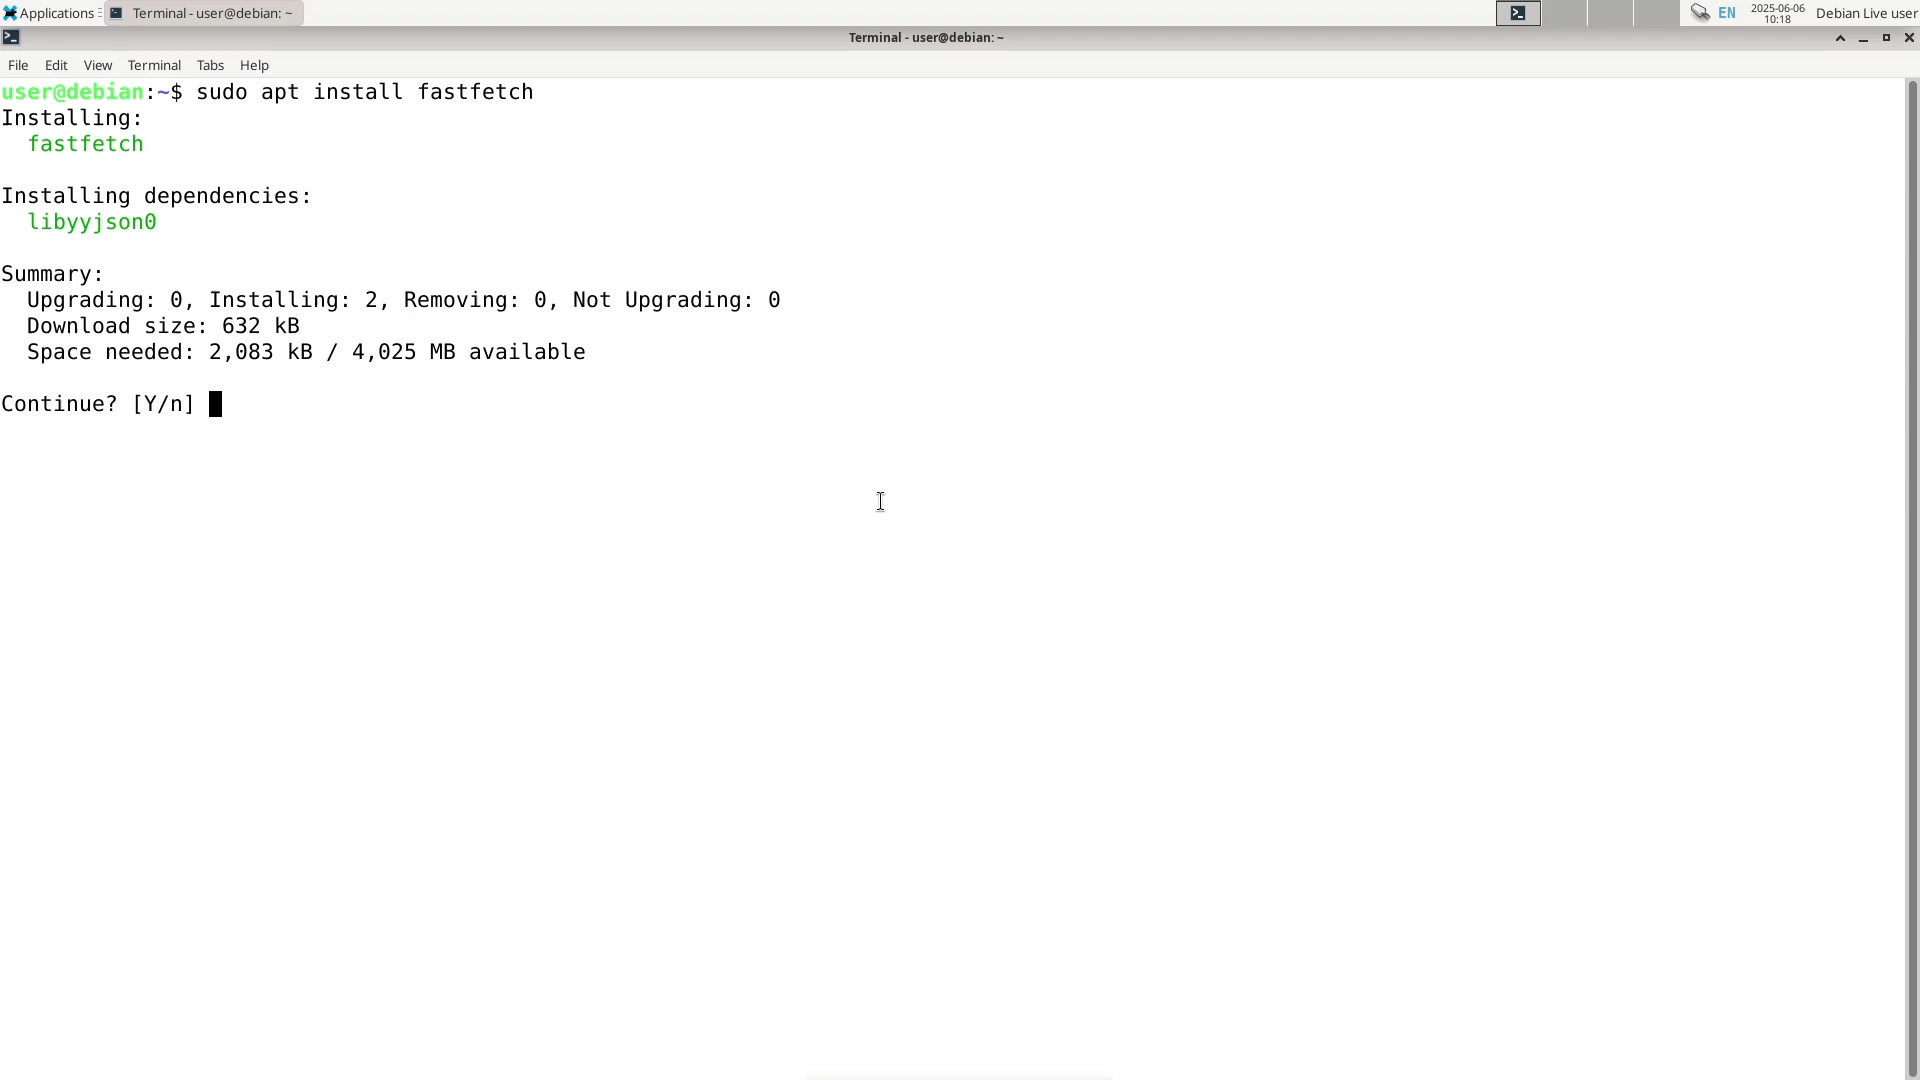 Applications
Terminal - user@debian: ~
EN
2025-06-06
10:18
Debian Live user
Terminal - user@debian: ~
File Edit View Terminal Tabs Help
user@debian:~$ sudo apt install fastfetch
Installing:
  fastfetch
Installing dependencies:
  libyyjson0
Summary:
  Upgrading: 0, Installing: 2, Removing: 0, Not Upgrading: 0
  Download size: 632 kB
  Space needed: 2,083 kB / 4,025 MB available
Continue? [Y/n]